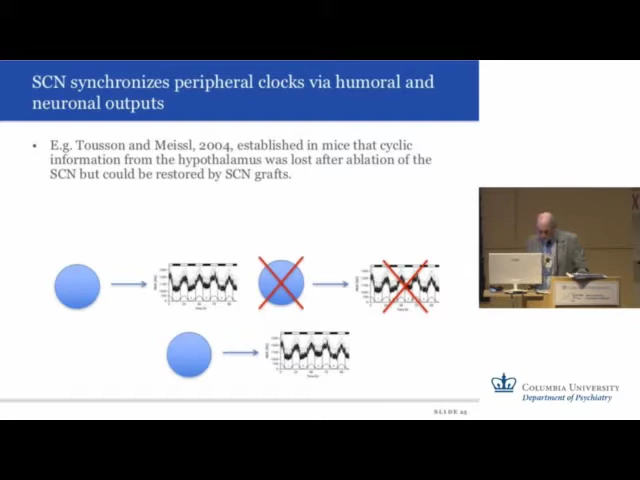 SCN synchronizes peripheral clocks via humoral and
neuronal outputs
• E.g. Tousson and Meissl, 2004, established in mice that cyclic
information from the hypothalamus was lost after ablation of the
SCN but could be restored by SCN grafts.
COLUMBIA UNIVERSITY
Department of Psychiatry
SLIDE 25